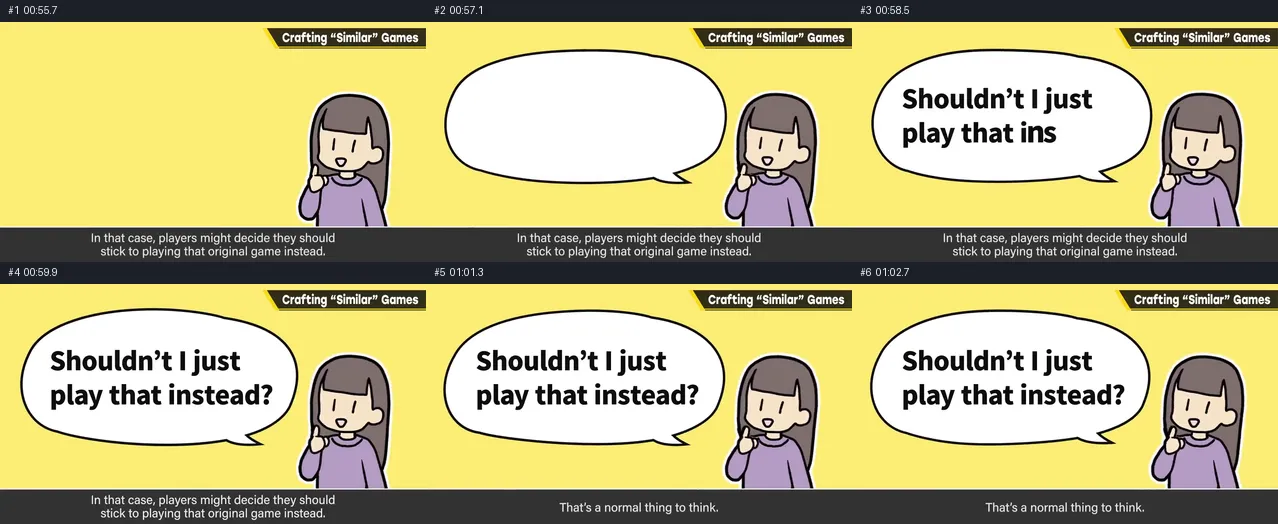 #1 00:55.7
Crafting “Similar” Games
In that case, players might decide they should
stick to playing that original game instead.
#2 00:57.1
Crafting “Similar” Games
In that case, players might decide they should
stick to playing that original game instead.
#3 00:58.5
Crafting “Similar” Games
Shouldn’t I just
play that ins
In that case, players might decide they should
stick to playing that original game instead.
#4 00:59.9
Crafting “Similar” Games
Shouldn’t I just
play that instead?
In that case, players might decide they should
stick to playing that original game instead.
#5 01:01.3
Crafting “Similar” Games
Shouldn’t I just
play that instead?
That’s a normal thing to think.
#6 01:02.7
Crafting “Similar” Games
Shouldn’t I just
play that instead?
That’s a normal thing to think.